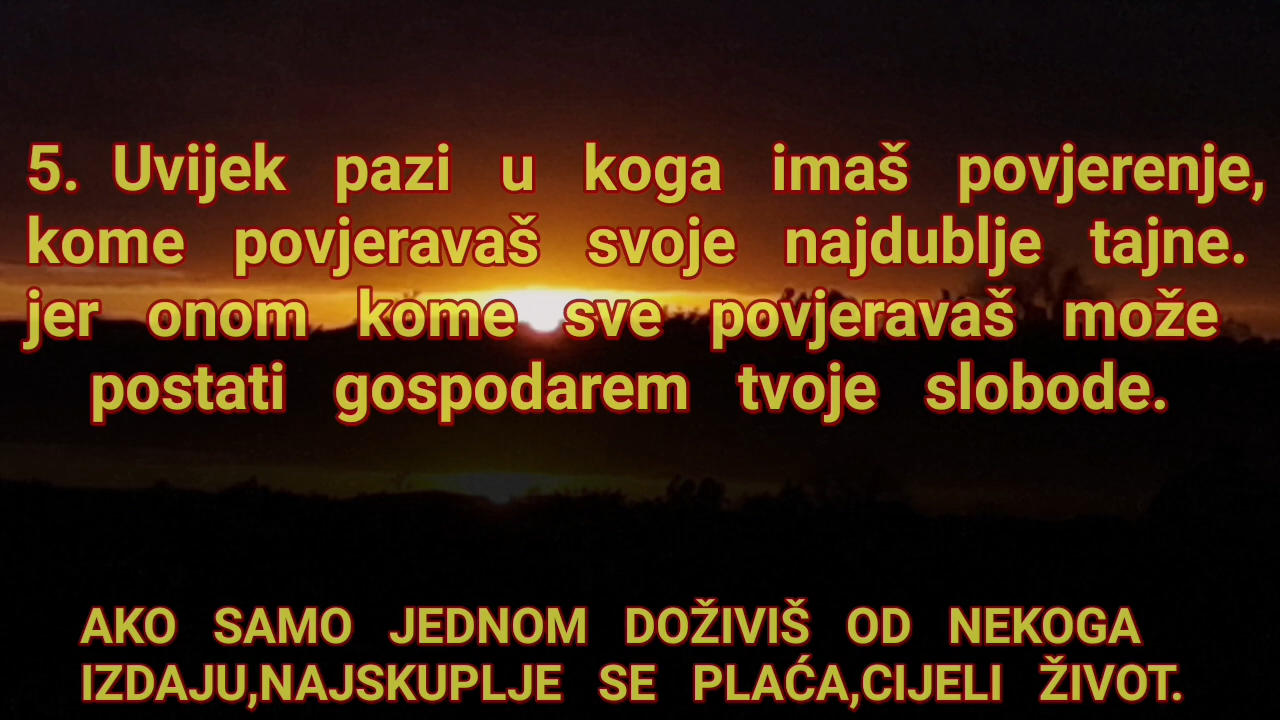 5. Uvijek pazi u koga imaš povjerenje,
kome povjeravaš svoje najdublje tajne.
jer onom kome sve povjeravaš može
postati gospodarem tvoje slobode.
AKO SAMO JEDNOM DOŽIVIŠ OD NEKOGA
IZDAJU,NAJSKUPLJE SE PLAĆA,CIJELI ŽIVOT.